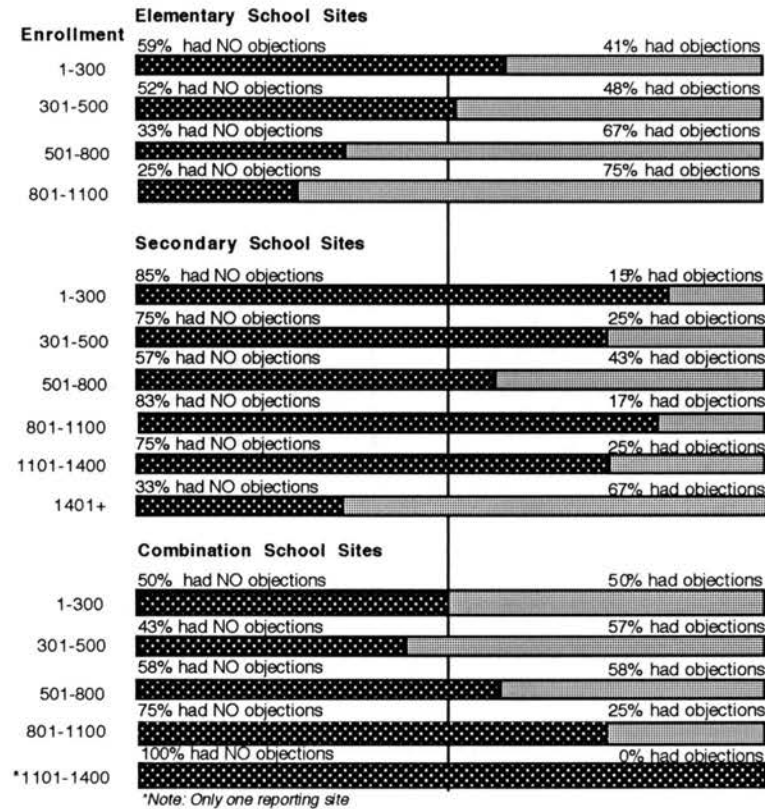 Elementary School Sites
Enrollment
59% had NO objections 41% had objections
1-300
52% had NO objections 48% had objections
301-500
33% had NO objections 67% had objections
501-800
25% had NO objections 75% had objections
801-1100
Secondary School Sites
85% had NO objections 15% had objections
1-300
75% had NO objections 25% had objections
301-500
57% had NO objections 43% had objections
501-800
83% had NO objections 17% had objections
801-1100
75% had NO objections 25% had objections
1101-1400
33% had NO objections 67% had objections
1401+
Combination School Sites
50% had NO objections 50% had objections
1-300
43% had NO objections 57% had objections
301-500
58% had NO objections 58% had objections
501-800
75% had NO objections 25% had objections
801-1100
100% had NO objections 0% had objections
*1101-1400
*Note: Only one reporting site